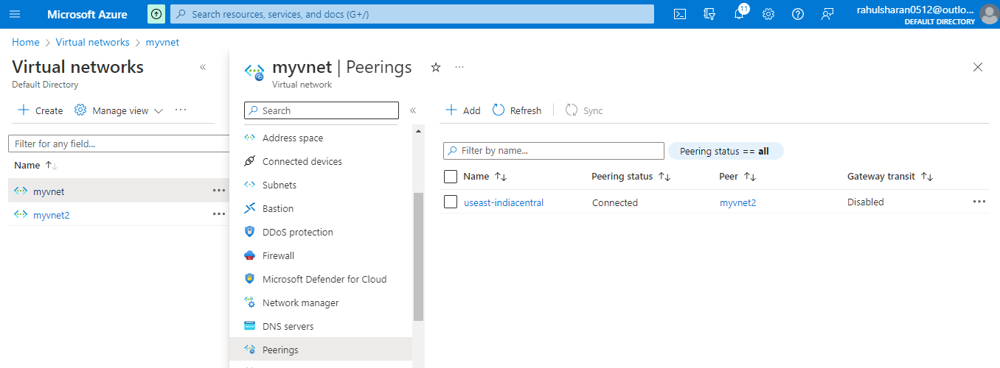 Microsoft Azure
Search resources, services, and docs (G+/)
11
rahulsharan0512@outlo...
DEFAULT DIRECTORY
Home > Virtual networks > myvnet
Virtual networks
Default Directory
Create
Manage view
Filter for any field...
Name
myvnet
myvnet2
myvnet | Peerings
Virtual network
Search
Address space
Connected devices
Subnets
Bastion
DDoS protection
Firewall
Microsoft Defender for Cloud
Network manager
DNS servers
Peerings
Add Refresh Sync
Filter by name...
Peering status == all
Name Peering status Peer Gateway transit
useast-indiacentral Connected myvnet2 Disabled